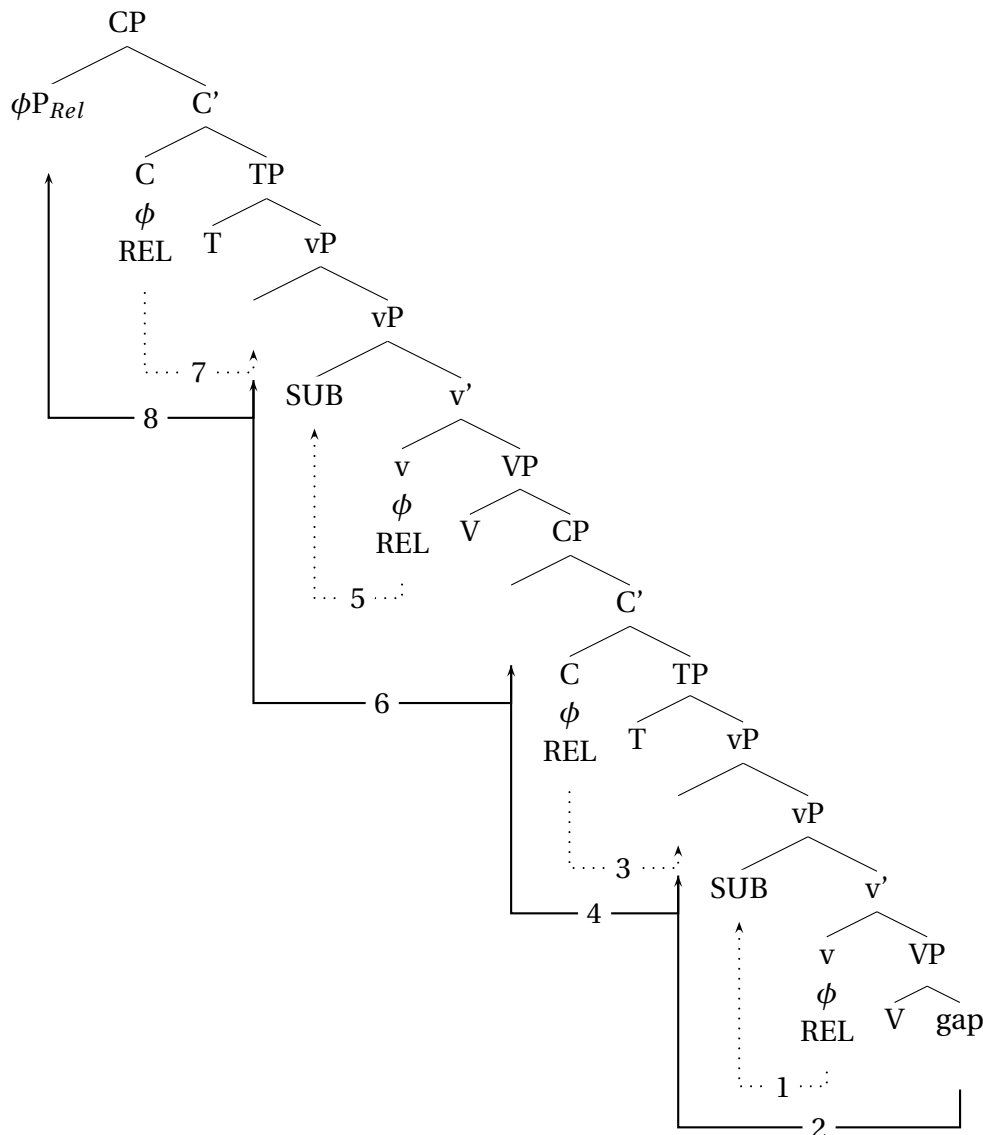 CP
ϕP_Rel C’
C TP
ϕ
REL T vP
vP
7 SUB v’
8
v VP
ϕ
REL V CP
5 C’
C TP
6 ϕ
REL T vP
vP
3 SUB v’
4
v VP
ϕ
REL V gap
1
2